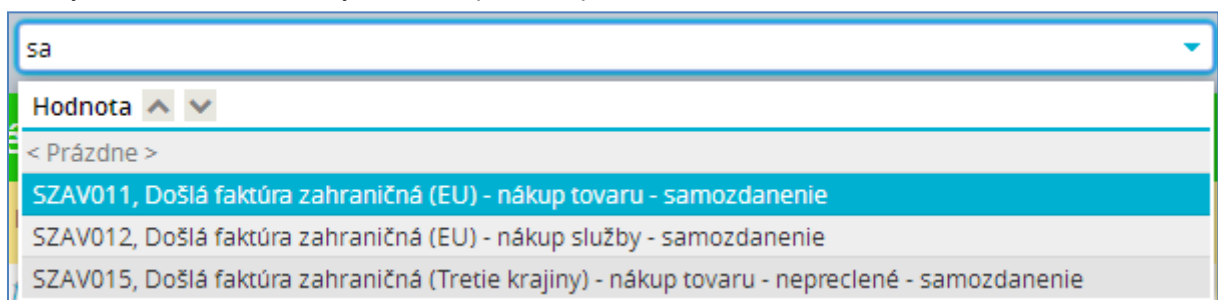 sa
Hodnota
< Prázdne >
SZAV011, Došlá faktúra zahraničná (EU) - nákup tovaru - samozdanenie
SZAV012, Došlá faktúra zahraničná (EU) - nákup služby - samozdanenie
SZAV015, Došlá faktúra zahraničná (Tretie krajiny) - nákup tovaru - nepreclené - samozdanenie